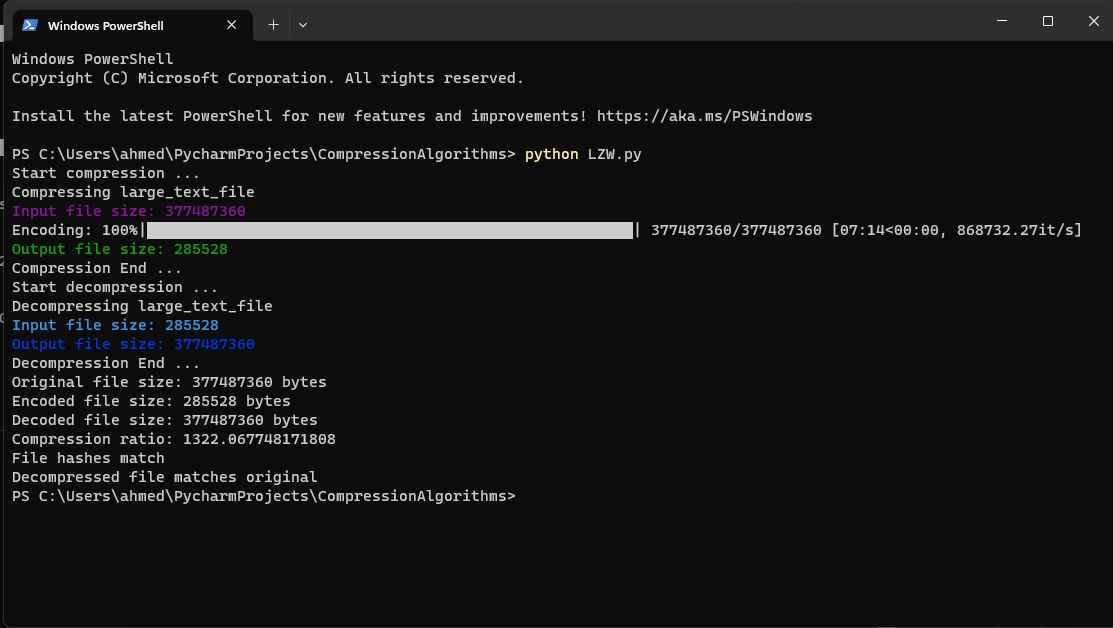 Windows PowerShell
Windows PowerShell
Copyright (C) Microsoft Corporation. All rights reserved.
Install the latest PowerShell for new features and improvements! https://aka.ms/PSWindows
PS C:\Users\ahmed\PycharmProjects\CompressionAlgorithms> python LZW.py
Start compression ...
Compressing large_text_file
Input file size: 377487360
Encoding: 100%| | 377487360/377487360 [07:14<00:00, 868732.27it/s]
Output file size: 285528
Compression End ...
Start decompression ...
Decompressing large_text_file
Input file size: 285528
Output file size: 377487360
Decompression End ...
Original file size: 377487360 bytes
Encoded file size: 285528 bytes
Decoded file size: 377487360 bytes
Compression ratio: 1322.067748171808
File hashes match
Decompressed file matches original
PS C:\Users\ahmed\PycharmProjects\CompressionAlgorithms>